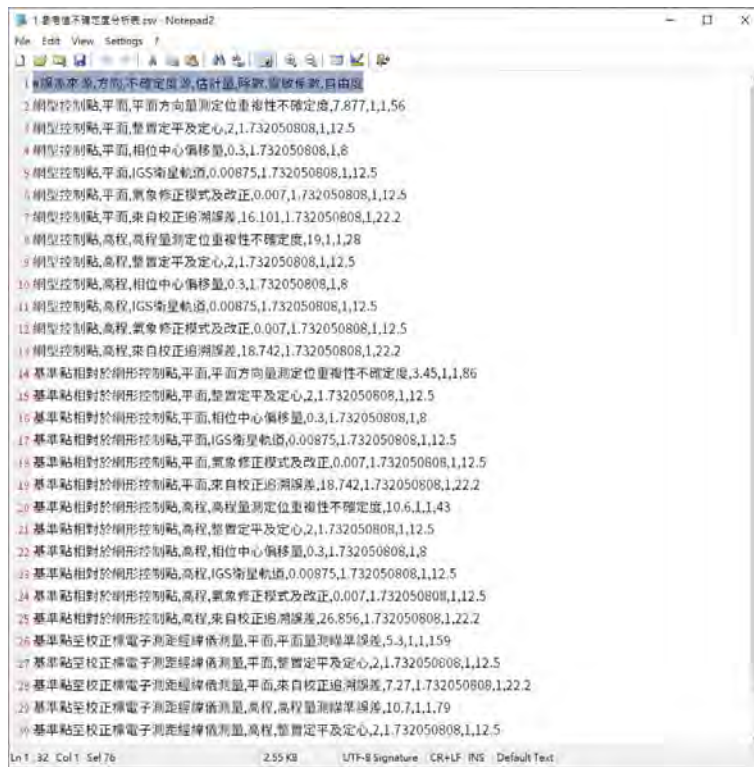 1.參考值不確定度分析表.csv - Notepad2
File Edit View Settings ?
1 #誤差來源,方向,不確定度源,估計量,除數,靈敏係數,自由度
2 網型控制點,平面,平面方向量測定位重複性不確定度,7.877,1,1,56
3 網型控制點,平面,整置定平及定心,2,1.732050808,1,12.5
4 網型控制點,平面,相位中心偏移量,0.3,1.732050808,1,8
5 網型控制點,平面,IGS衛星軌道,0.00875,1.732050808,1,12.5
6 網型控制點,平面,氣象修正模式及改正,0.007,1.732050808,1,12.5
7 網型控制點,平面,來自校正追溯誤差,16.101,1.732050808,1,22.2
8 網型控制點,高程,高程量測定位重複性不確定度,19,1,1,28
9 網型控制點,高程,整置定平及定心,2,1.732050808,1,12.5
10 網型控制點,高程,相位中心偏移量,0.3,1.732050808,1,8
11 網型控制點,高程,IGS衛星軌道,0.00875,1.732050808,1,12.5
12 網型控制點,高程,氣象修正模式及改正,0.007,1.732050808,1,12.5
13 網型控制點,高程,來自校正追溯誤差,18.742,1.732050808,1,22.2
14 基準點相對於網形控制點,平面,平面方向量測定位重複性不確定度,3.45,1,1,86
15 基準點相對於網形控制點,平面,整置定平及定心,2,1.732050808,1,12.5
16 基準點相對於網形控制點,平面,相位中心偏移量,0.3,1.732050808,1,8
17 基準點相對於網形控制點,平面,IGS衛星軌道,0.00875,1.732050808,1,12.5
18 基準點相對於網形控制點,平面,氣象修正模式及改正,0.007,1.732050808,1,12.5
19 基準點相對於網形控制點,平面,來自校正追溯誤差,18.742,1.732050808,1,22.2
20 基準點相對於網形控制點,高程,高程量測定位重複性不確定度,10.6,1,1,43
21 基準點相對於網形控制點,高程,整置定平及定心,2,1.732050808,1,12.5
22 基準點相對於網形控制點,高程,相位中心偏移量,0.3,1.732050808,1,8
23 基準點相對於網形控制點,高程,IGS衛星軌道,0.00875,1.732050808,1,12.5
24 基準點相對於網形控制點,高程,氣象修正模式及改正,0.007,1.732050808,1,12.5
25 基準點相對於網形控制點,高程,來自校正追溯誤差,26.856,1.732050808,1,22.2
26 基準點至校正標電子測距經緯儀測量,平面,平面量測瞄準誤差,5.3,1,1,159
27 基準點至校正標電子測距經緯儀測量,平面,整置定平及定心,2,1.732050808,1,12.5
28 基準點至校正標電子測距經緯儀測量,平面,來自校正追溯誤差,7.27,1.732050808,1,22.2
29 基準點至校正標電子測距經緯儀測量,高程,高程量測瞄準誤差,10.7,1,1,79
30 基準點至校正標電子測距經緯儀測量,高程,整置定平及定心,2,1.732050808,1,12.5
Ln 1 : 32 Col 1 Sel 76 2.55 KB UTF-8 Signature CR+LF INS Default Text